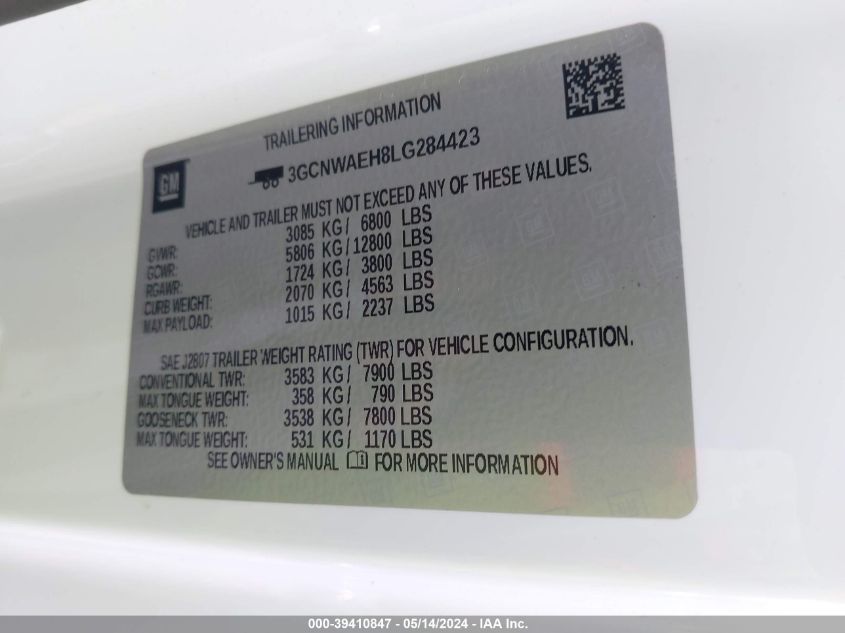 TRAILERING INFORMATION
GM
3GCNWAEH8LG284423
VEHICLE AND TRAILER MUST NOT EXCEED ANY OF THESE VALUES.
GVWR: 3085 KG/ 6800 LBS
GCWR: 5806 KG/12800 LBS
RGAWR: 1724 KG/ 3800 LBS
CURB WEIGHT: 2070 KG/ 4563 LBS
MAX PAYLOAD: 1015 KG/ 2237 LBS
SAE J2807 TRAILER WEIGHT RATING (TWR) FOR VEHICLE CONFIGURATION.
CONVENTIONAL TWR: 3583 KG/ 7900 LBS
MAX TONGUE WEIGHT: 358 KG/ 790 LBS
GOOSENECK TWR: 3538 KG/ 7800 LBS
MAX TONGUE WEIGHT: 531 KG/ 1170 LBS
SEE OWNER'S MANUAL FOR MORE INFORMATION
000-39410847 - 05/14/2024 - IAA Inc.